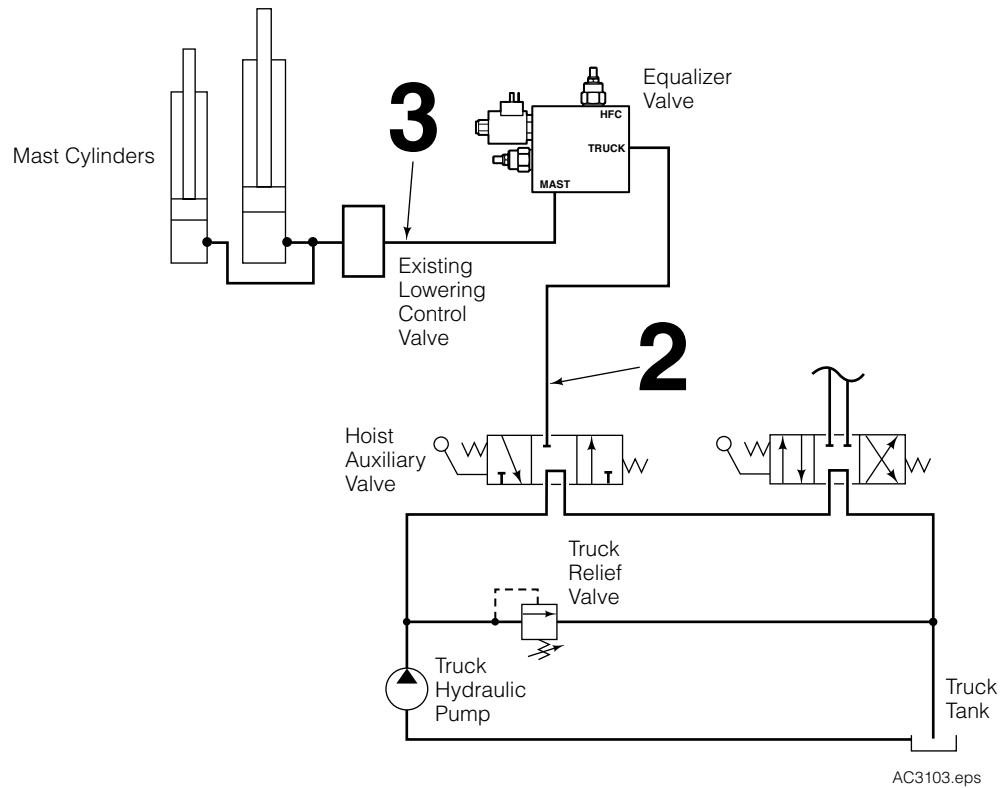 Equalizer
Valve
HFC
TRUCK
MAST
3
Mast Cylinders
Existing
Lowering
Control
Valve
2
Hoist
Auxiliary
Valve
Truck
Relief
Valve
Truck
Hydraulic
Pump
Truck
Tank
AC3103.eps